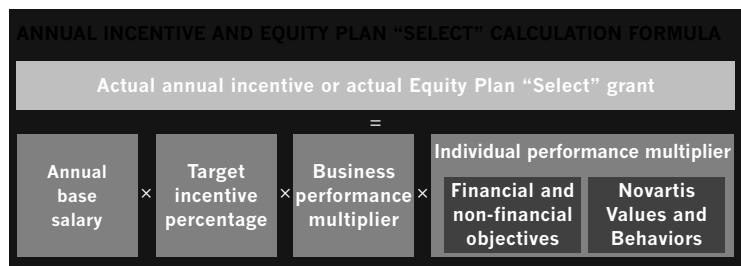 ANNUAL INCENTIVE AND EQUITY PLAN “SELECT” CALCULATION FORMULA
Actual annual incentive or actual Equity Plan “Select” grant
=
Annual
base
salary
×
Target
incentive
percentage
×
Business
performance
multiplier
×
Individual performance multiplier
Financial and
non-financial
objectives
Novartis
Values and
Behaviors